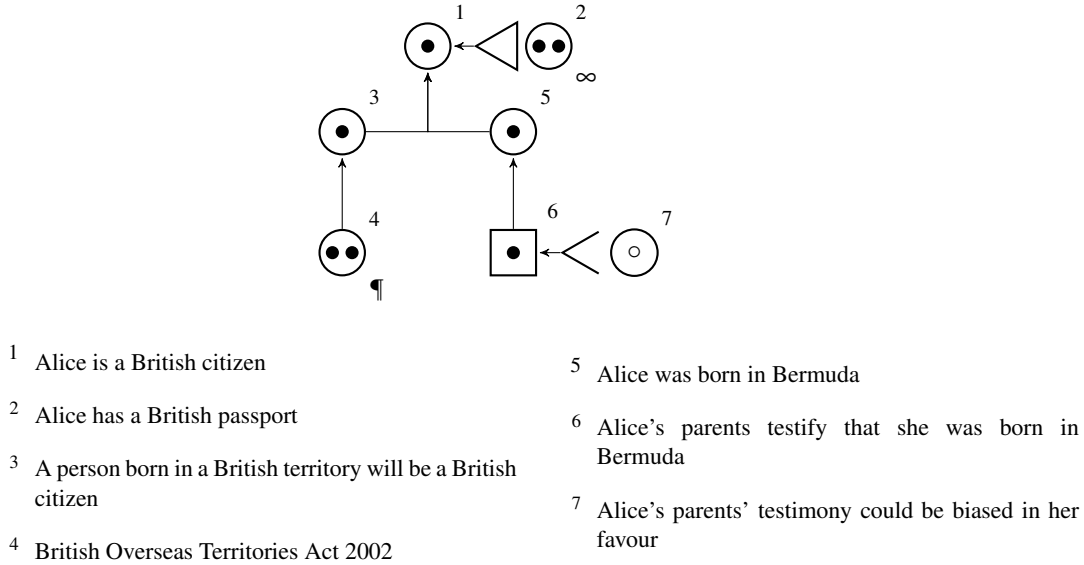 1
2
∞
3
5
4
¶
6
7
1 Alice is a British citizen
2 Alice has a British passport
3 A person born in a British territory will be a British
citizen
4 British Overseas Territories Act 2002
5 Alice was born in Bermuda
6 Alice's parents testify that she was born in
Bermuda
7 Alice's parents' testimony could be biased in her
favour